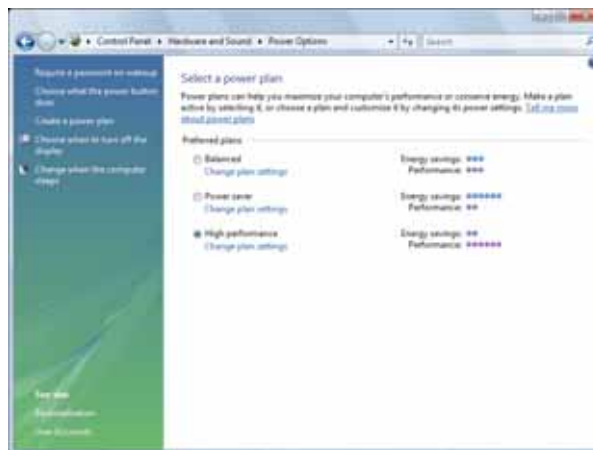 Control Panel ▸ Hardware and Sound ▸ Power Options
Search
Require a password on wakeup
Choose what the power button does
Create a power plan
Choose when to turn off the display
Change when the computer sleeps
Select a power plan
Power plans can help you maximize your computer's performance or conserve energy. Make a plan
active by selecting it, or choose a plan and customize it by changing its power settings. Tell me more
about power plans
Preferred plans
Balanced
Energy savings:
Change plan settings
Performance:
Power saver
Energy savings:
Change plan settings
Performance:
High performance
Energy savings:
Change plan settings
Performance:
See also
Personalization
User Accounts